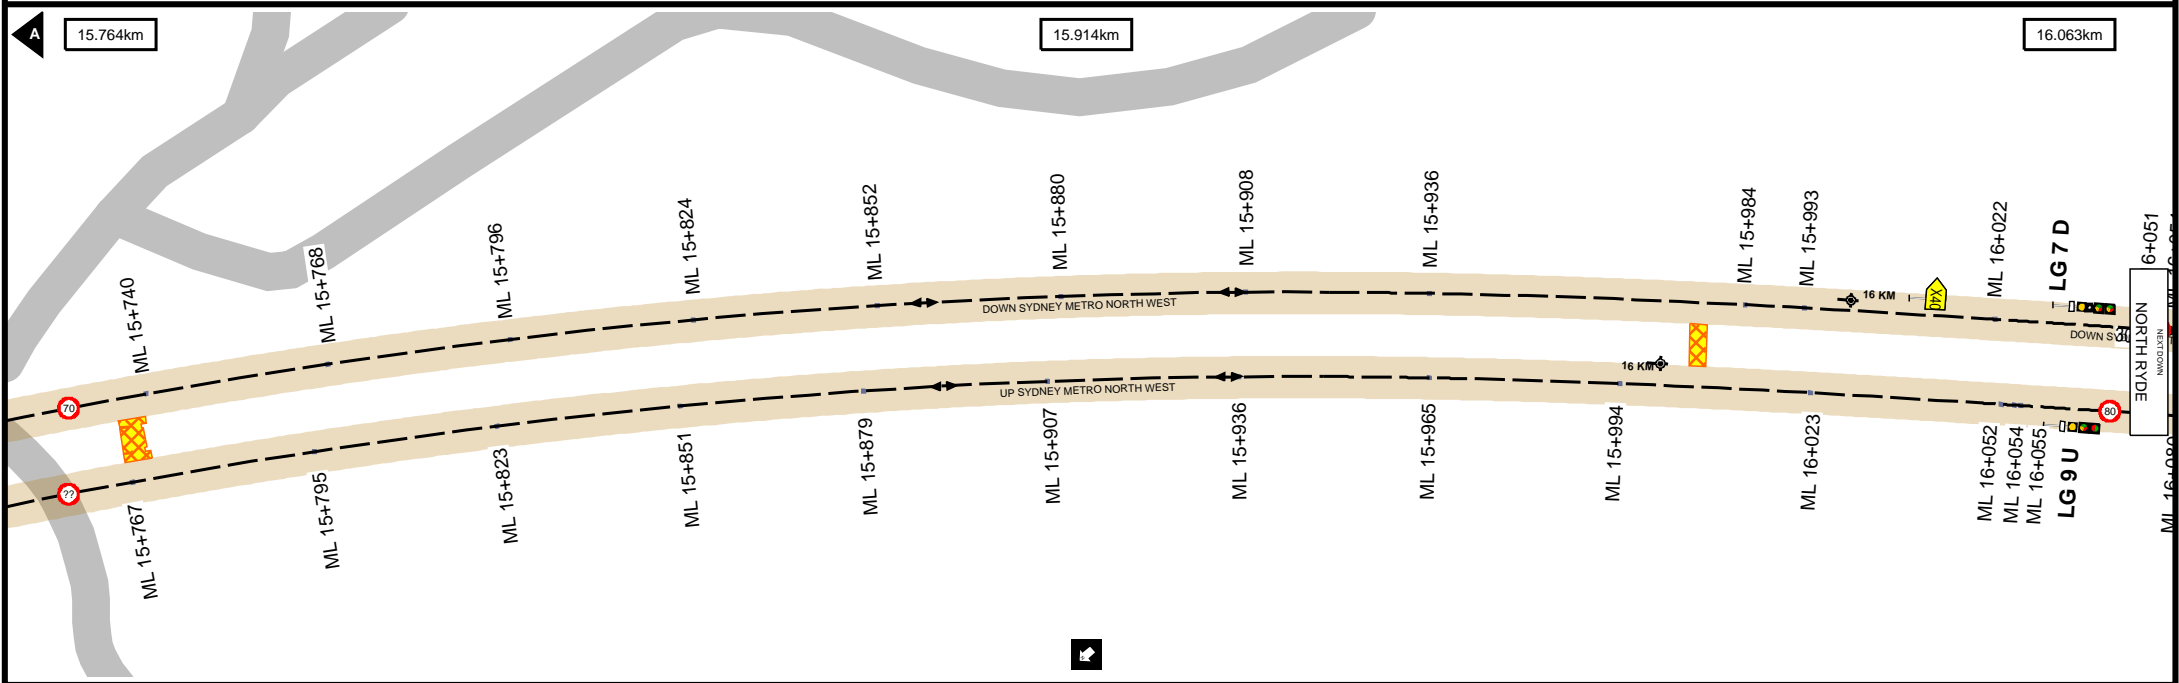 A
15.764km
15.914km
16.063km
ML 15+740
ML 15+768
ML 15+796
ML 15+824
ML 15+852
ML 15+880
ML 15+908
ML 15+936
ML 15+984
ML 15+993
ML 16+022
LG 7 D
6+051
DOWN SYDNEY METRO NORTH WEST
16 KM
X40
DOWN SY
70
UP SYDNEY METRO NORTH WEST
16 KM
80
NORTH RYDE
NEXT DOWN
??
ML 15+767
ML 15+795
ML 15+823
ML 15+851
ML 15+879
ML 15+907
ML 15+936
ML 15+965
ML 15+994
ML 16+023
ML 16+052
ML 16+054
ML 16+055
LG 9 U
ML 16+080